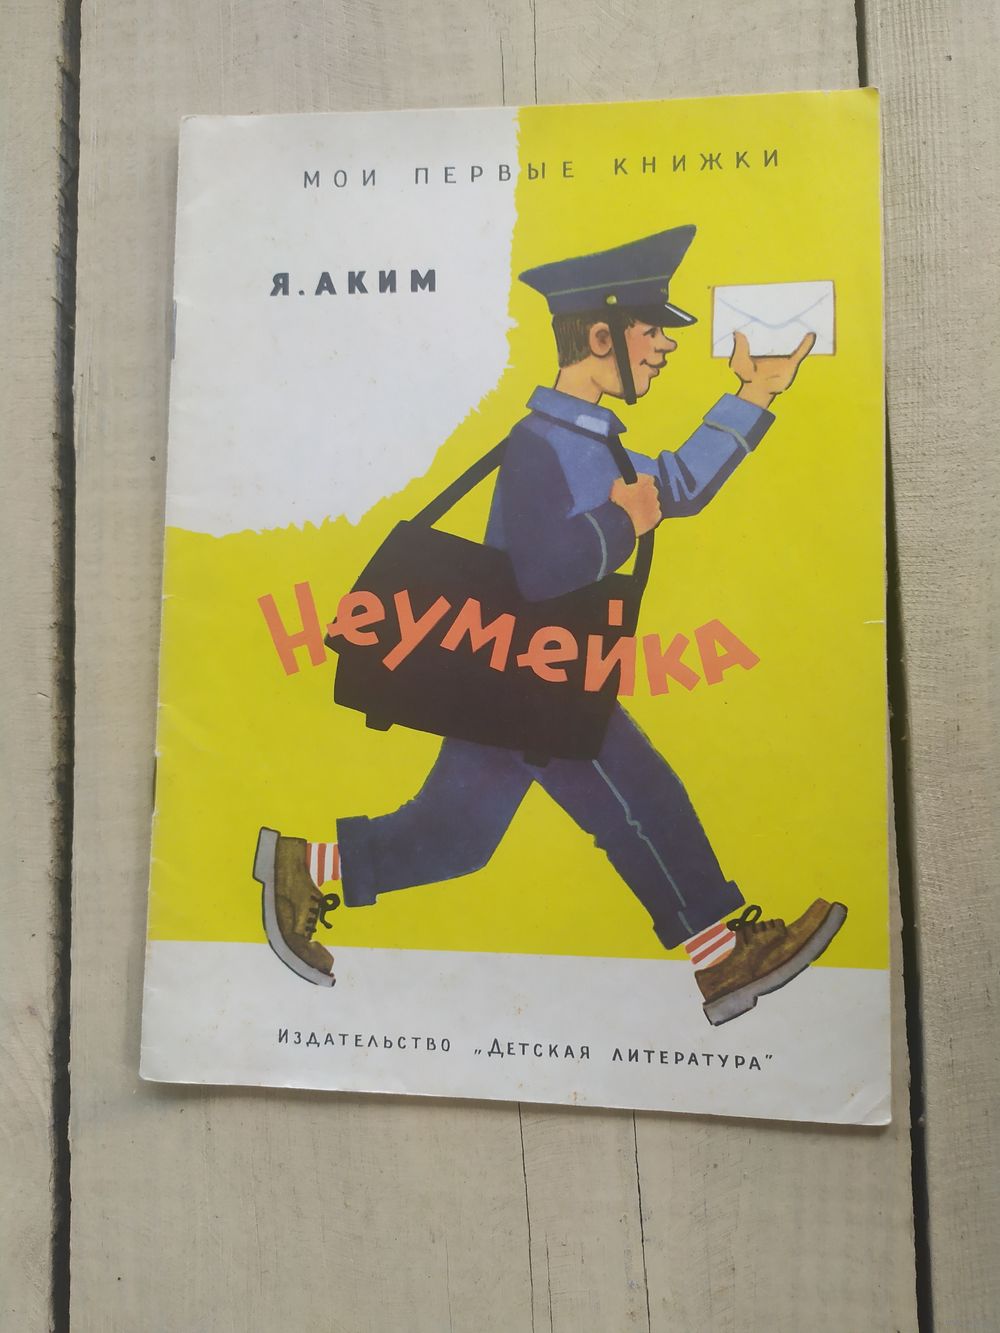 МОИ ПЕРВЫЕ КНИЖКИ
Я. АКИМ
Неумейка
ИЗДАТЕЛЬСТВО „ДЕТСКАЯ ЛИТЕРАТУРА"